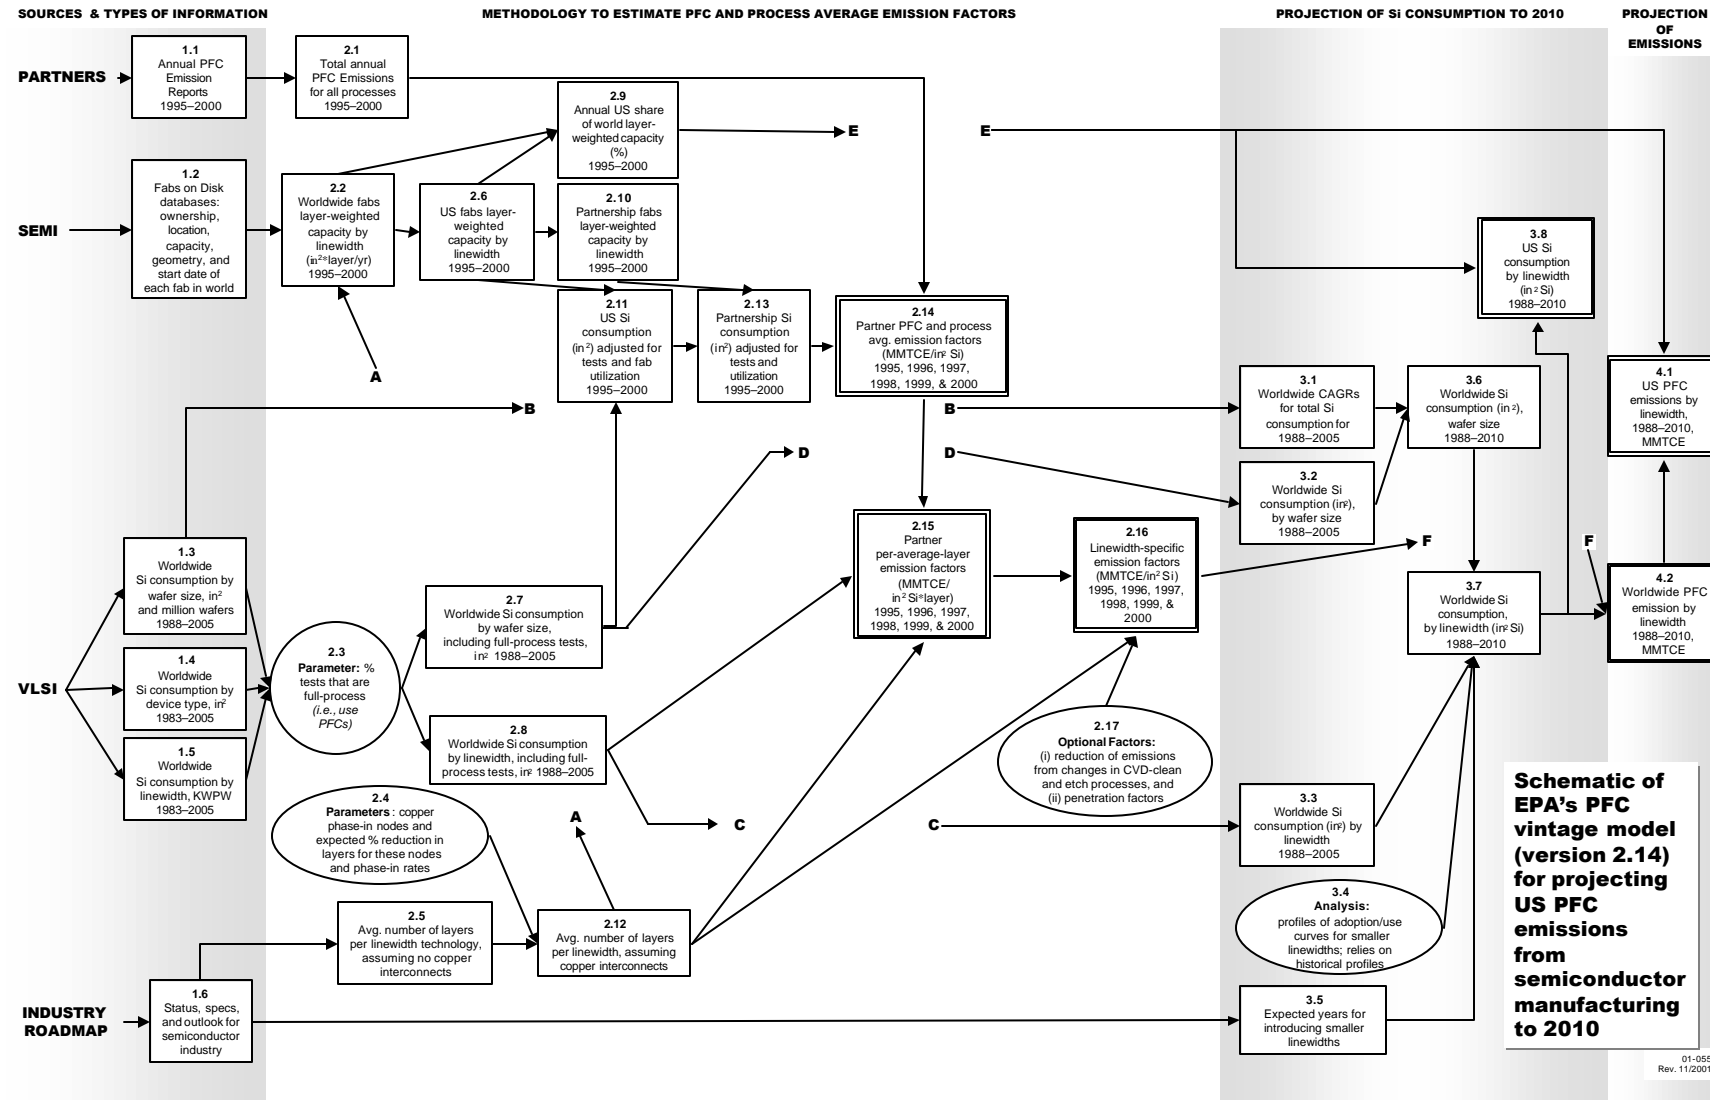 SOURCES & TYPES OF INFORMATION
METHODOLOGY TO ESTIMATE PFC AND PROCESS AVERAGE EMISSION FACTORS
PROJECTION OF Si CONSUMPTION TO 2010
PROJECTION
OF
EMISSIONS
PARTNERS
1.1
Annual PFC
Emission
Reports
1995–2000
2.1
Total annual
PFC Emissions
for all processes
1995–2000
2.9
Annual US share
of world layer-
weighted capacity
(%)
1995–2000
E
E
SEMI
1.2
Fabs on Disk
databases:
ownership,
location,
capacity,
geometry, and
start date of
each fab in world
2.2
Worldwide fabs
layer-weighted
capacity by
linewidth
(in²*layer/yr)
1995–2000
2.6
US fabs layer-
weighted
capacity by
linewidth
1995–2000
2.10
Partnership fabs
layer-weighted
capacity by
linewidth
1995–2000
2.11
US Si
consumption
(in²) adjusted for
tests and fab
utilization
1995–2000
2.13
Partnership Si
consumption
(in²) adjusted for
tests and
utilization
1995–2000
2.14
Partner PFC and process
avg. emission factors
(MMTCE/in² Si)
1995, 1996, 1997,
1998, 1999, & 2000
3.8
US Si
consumption
by linewidth
(in² Si)
1988–2010
A
B
B
D
D
3.1
Worldwide CAGRs
for total Si
consumption for
1988–2005
3.6
Worldwide Si
consumption (in²),
wafer size
1988–2010
4.1
US PFC
emissions by
linewidth,
1988–2010,
MMTCE
3.2
Worldwide Si
consumption (in²),
by wafer size
1988–2005
VLSI
1.3
Worldwide
Si consumption by
wafer size, in²
and million wafers
1988–2005
1.4
Worldwide
Si consumption by
device type, in²
1983–2005
1.5
Worldwide
Si consumption by
linewidth, KWPW
1983–2005
2.3
Parameter: %
tests that are
full-process
(i.e., use
PFCs)
2.7
Worldwide Si consumption
by wafer size,
including full-process tests,
in² 1988–2005
2.8
Worldwide Si consumption
by linewidth, including full-
process tests, in² 1988–2005
2.15
Partner
per-average-layer
emission factors
(MMTCE/
in² Si*layer)
1995, 1996, 1997,
1998, 1999, & 2000
2.16
Linewidth-specific
emission factors
(MMTCE/in² Si)
1995, 1996, 1997,
1998, 1999, &
2000
F
F
3.7
Worldwide Si
consumption,
by linewidth (in² Si)
1988–2010
4.2
Worldwide PFC
emission by
linewidth
1988–2010,
MMTCE
2.17
Optional Factors:
(i) reduction of emissions
from changes in CVD-clean
and etch processes, and
(ii) penetration factors
2.4
Parameters : copper
phase-in nodes and
expected % reduction in
layers for these nodes
and phase-in rates
A
C
C
3.3
Worldwide Si
consumption (in²) by
linewidth
1988–2005
3.4
Analysis:
profiles of adoption/use
curves for smaller
linewidths; relies on
historical profiles
2.5
Avg. number of layers
per linewidth technology,
assuming no copper
interconnects
2.12
Avg. number of layers
per linewidth, assuming
copper interconnects
INDUSTRY
ROADMAP
1.6
Status, specs,
and outlook for
semiconductor
industry
3.5
Expected years for
introducing smaller
linewidths
Schematic of
EPA’s PFC
vintage model
(version 2.14)
for projecting
US PFC
emissions
from
semiconductor
manufacturing
to 2010
01-055
Rev. 11/2001